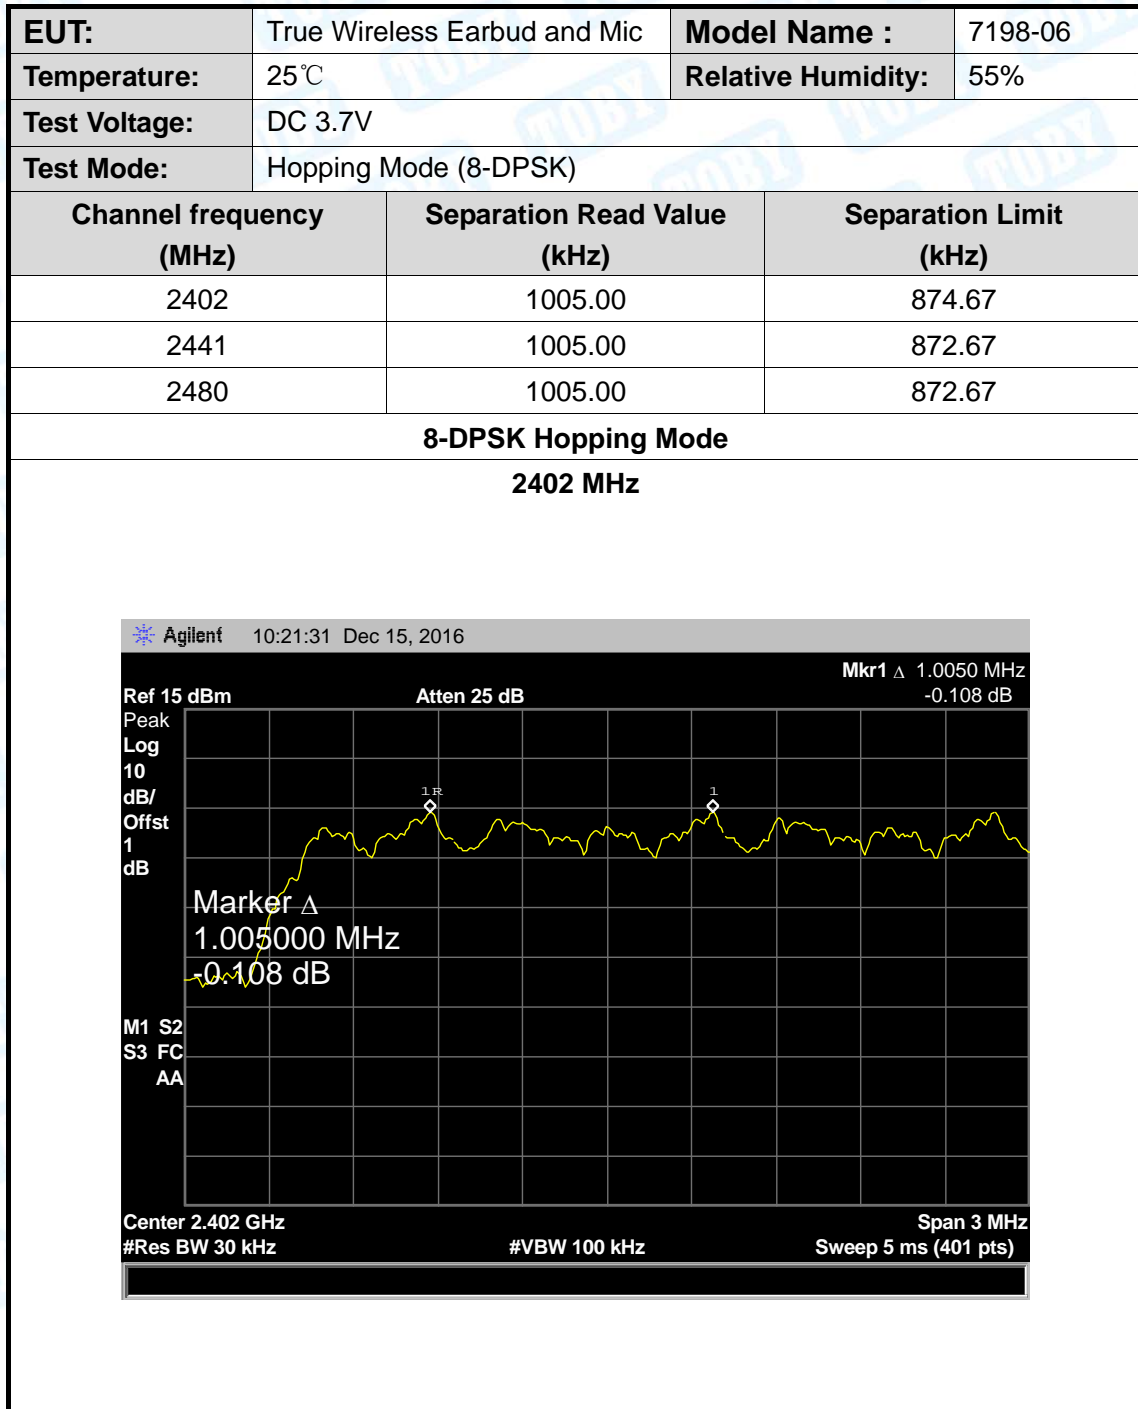 EUT: True Wireless Earbud and Mic Model Name : 7198-06
Temperature: 25℃ Relative Humidity: 55%
Test Voltage: DC 3.7V
Test Mode: Hopping Mode (8-DPSK)
Channel frequency Separation Read Value Separation Limit
(MHz) (kHz) (kHz)
2402 1005.00 874.67
2441 1005.00 872.67
2480 1005.00 872.67
8-DPSK Hopping Mode
2402 MHz
Agilent 10:21:31 Dec 15, 2016
Mkr1 Δ 1.0050 MHz
Ref 15 dBm Atten 25 dB -0.108 dB
Peak
Log
10
dB/
Offst
1
dB
1R 1
Marker Δ
1.005000 MHz
-0.108 dB
M1 S2
S3 FC
AA
Center 2.402 GHz Span 3 MHz
#Res BW 30 kHz #VBW 100 kHz Sweep 5 ms (401 pts)
TOBY
TOBY
TOBY
TOBY
TOBY
TOBY